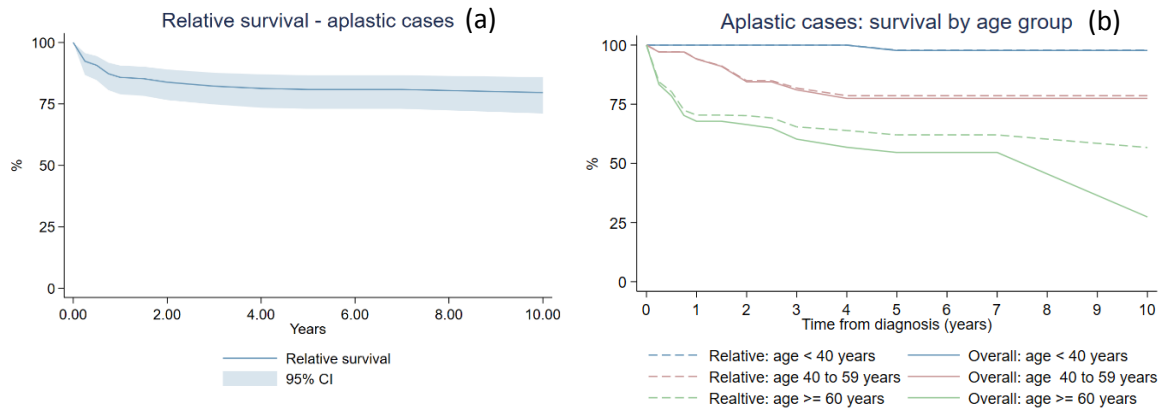 Relative survival - aplastic cases (a)
100
75
50
25
0
%
0.00 2.00 4.00 6.00 8.00 10.00
Years
Relative survival
95% CI
Aplastic cases: survival by age group (b)
100
75
50
25
0
%
0 1 2 3 4 5 6 7 8 9 10
Time from diagnosis (years)
Relative: age < 40 years Overall: age < 40 years
Relative: age 40 to 59 years Overall: age 40 to 59 years
Realtive: age >= 60 years Overall: age >= 60 years